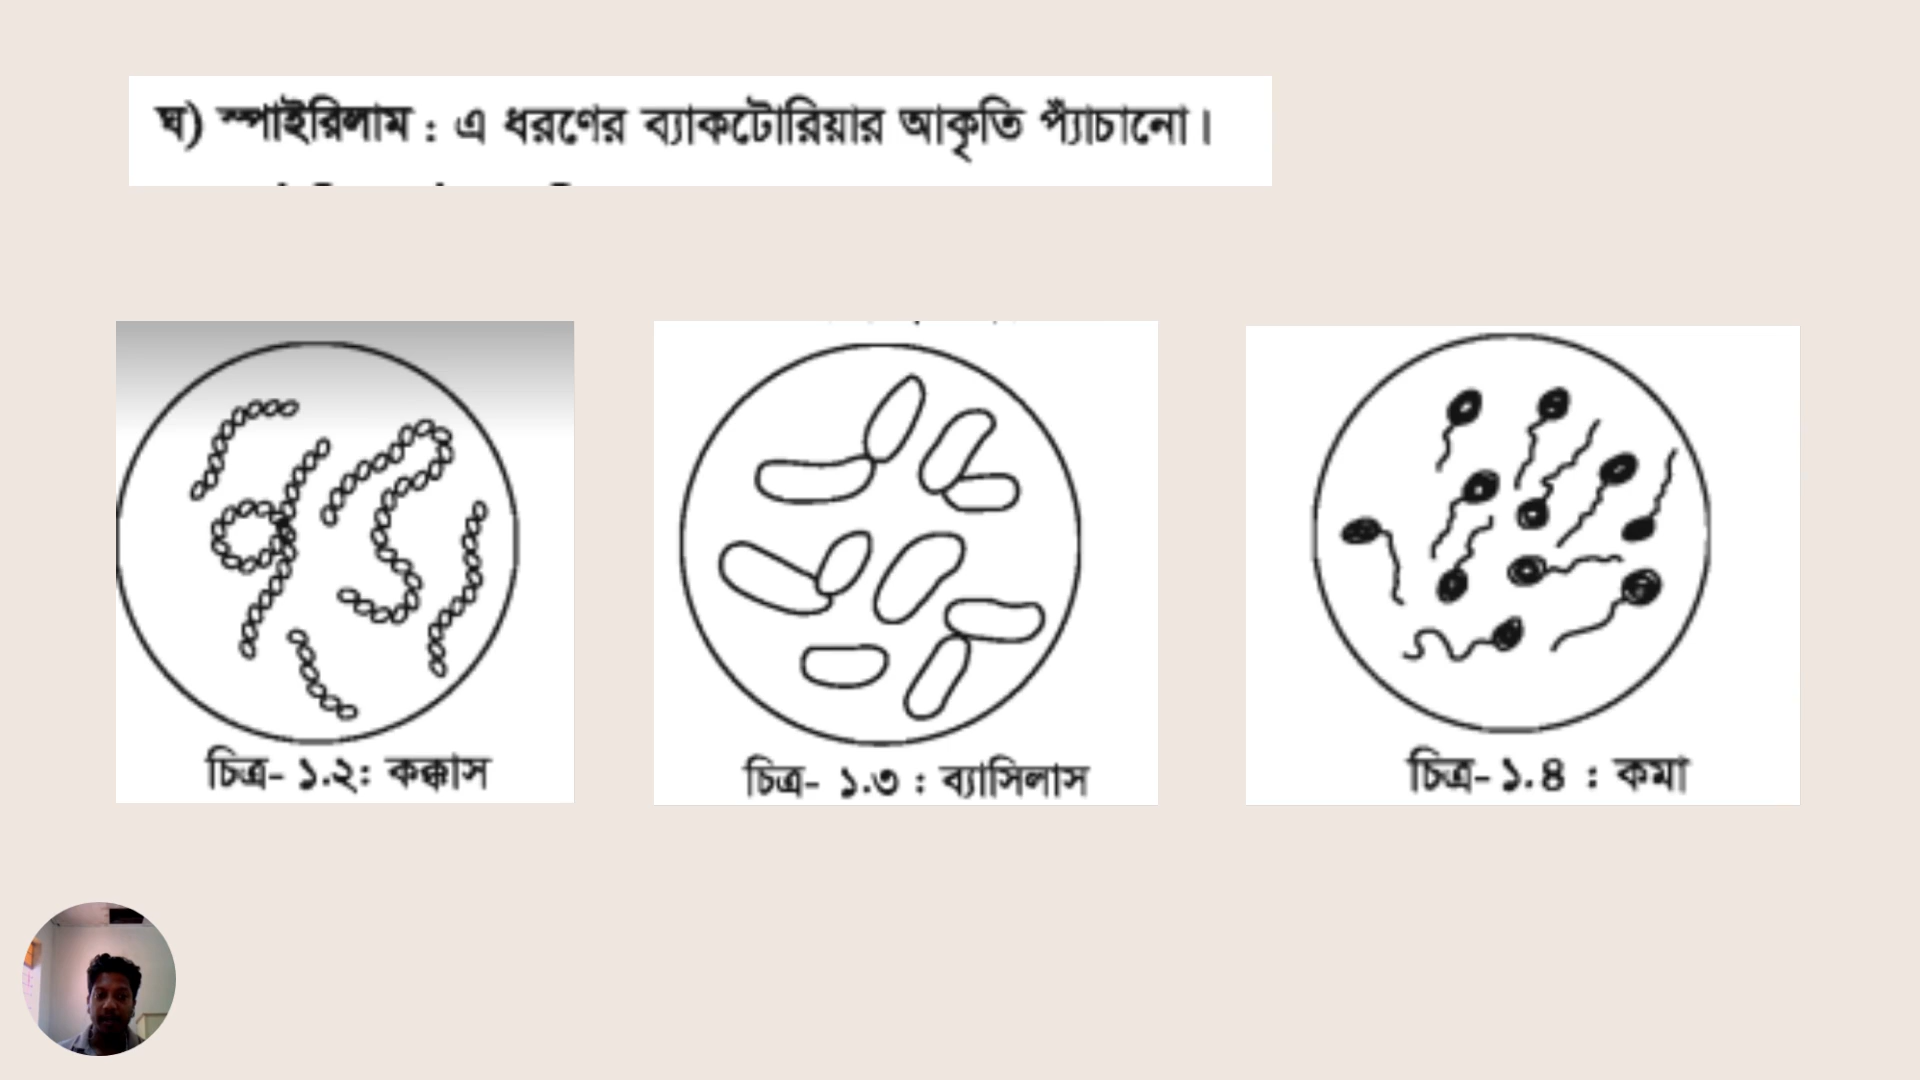 ঘ) স্পাইরিলাম : এ ধরণের ব্যাকটোরিয়ার আকৃতি প্যাঁচানো।
চিত্র- ১.২: কক্কাস
চিত্র- ১.৩ : ব্যাসিলাস
চিত্র- ১.৪ : কমা